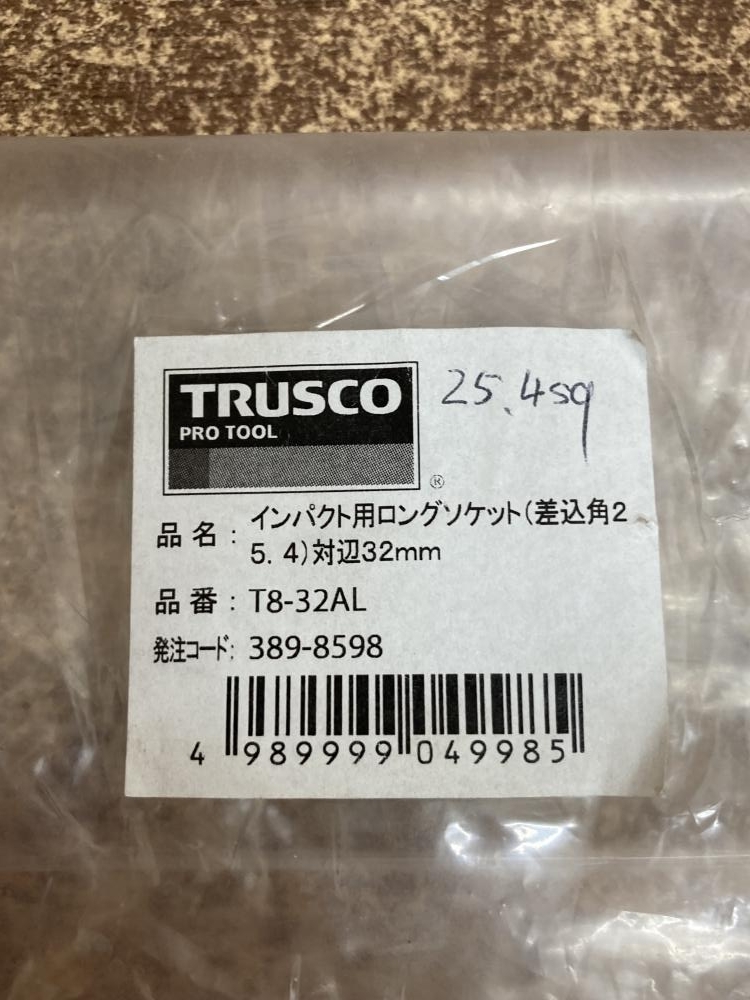 TRUSCO
PRO TOOL
®
25.4sq
品名：インパクト用ロングソケット(差込角2
5.4)対辺32mm
品番：T8-32AL
発注コード：389-8598
4 989999 049985